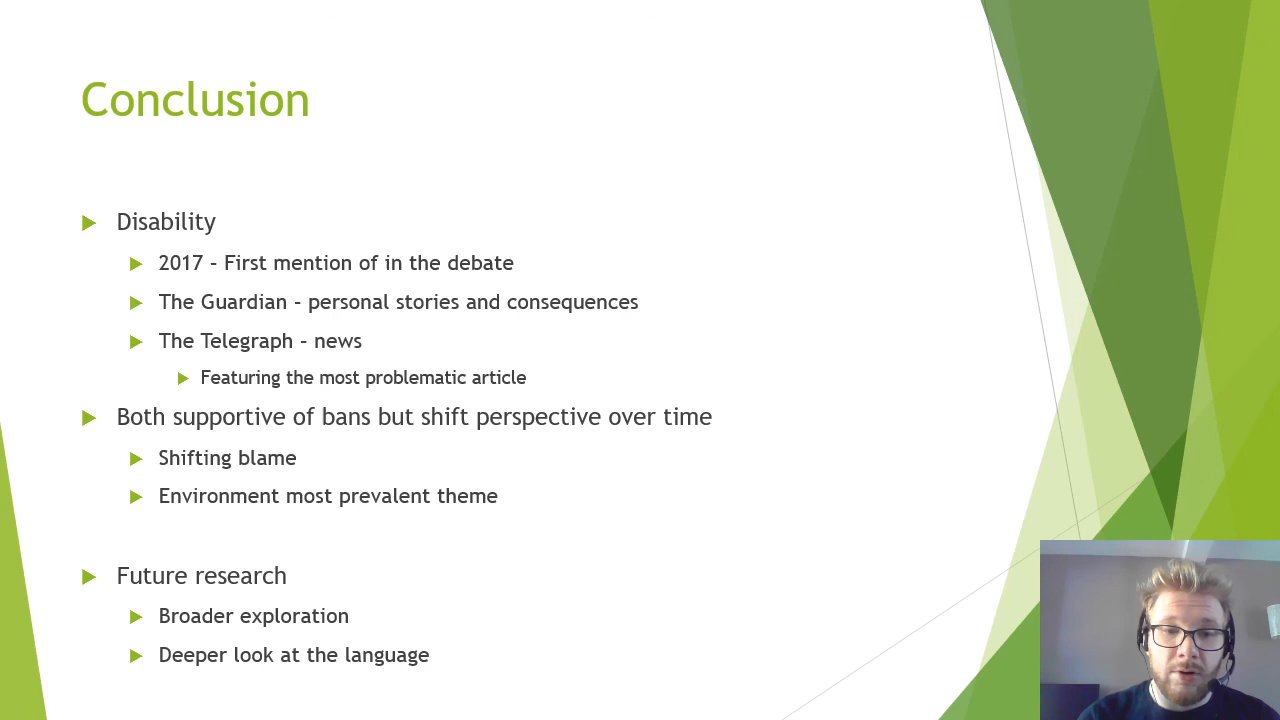 Conclusion
Disability
2017 – First mention of in the debate
The Guardian – personal stories and consequences
The Telegraph – news
Featuring the most problematic article
Both supportive of bans but shift perspective over time
Shifting blame
Environment most prevalent theme
Future research
Broader exploration
Deeper look at the language